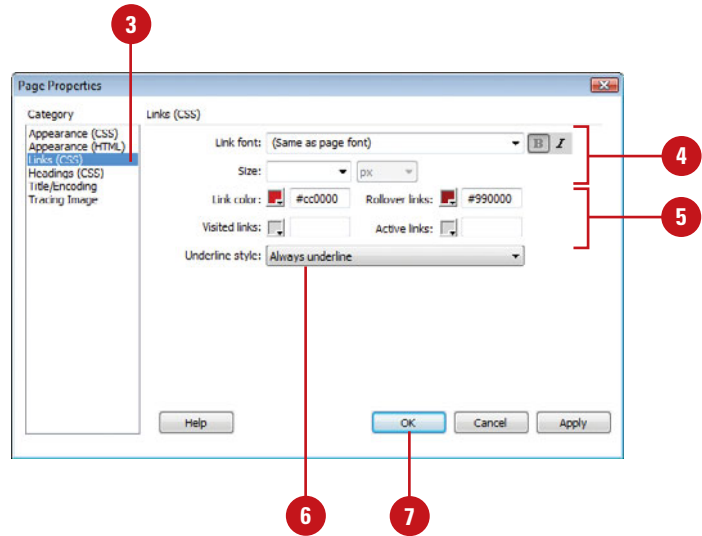 3
Page Properties
Category
Links (CSS)
Appearance (CSS)
Appearance (HTML)
Links (CSS)
Headings (CSS)
Title/Encoding
Tracing Image
Link font: (Same as page font) B I
4
Size: px
Link color: #cc0000 Rollover links: #990000
5
Visited links: Active links:
Underline style: Always underline
Help OK Cancel Apply
6 7